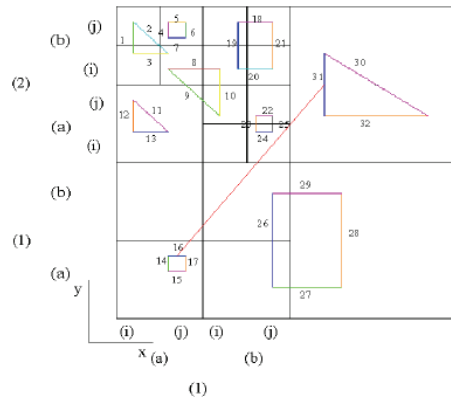 (j) 5 18
1 2 4 6 19 21 30
(b) 7
3 20 31
(i) 8
(2) 9 10
(j) 12 11 22 32
(a) 13 23 25
24
(i)
(b) 29
26 28
(1)
16
(a) 14 17
15 27
y
(i) (j) (i) (j)
x (a) (b)
(1)